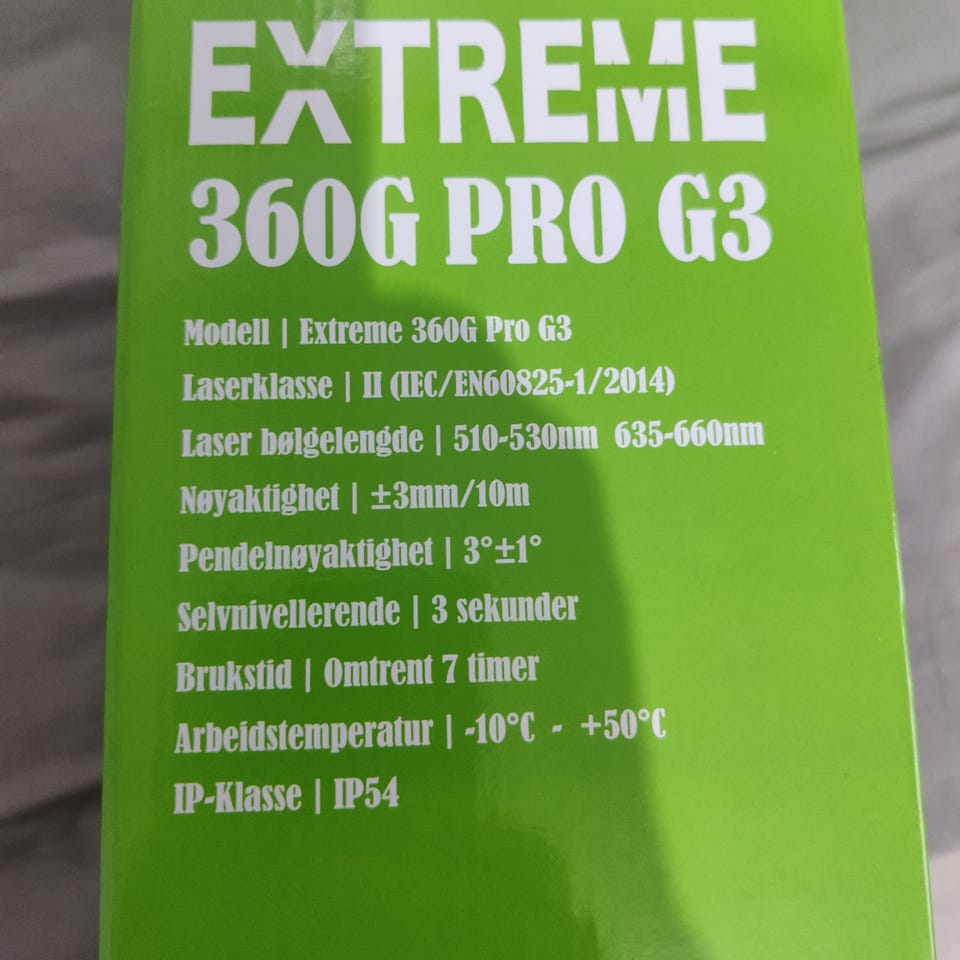 EXTREME
360G PRO G3
Modell | Extreme 360G Pro G3
Laserklasse | II (IEC/EN60825-1/2014)
Laser bølgelengde | 510-530nm 635-660nm
Nøyaktighet | ±3mm/10m
Pendelnøyaktighet | 3°±1°
Selvnivellerende | 3 sekunder
Brukstid | Omtrent 7 timer
Arbeidstemperatur | -10°C - +50°C
IP-Klasse | IP54